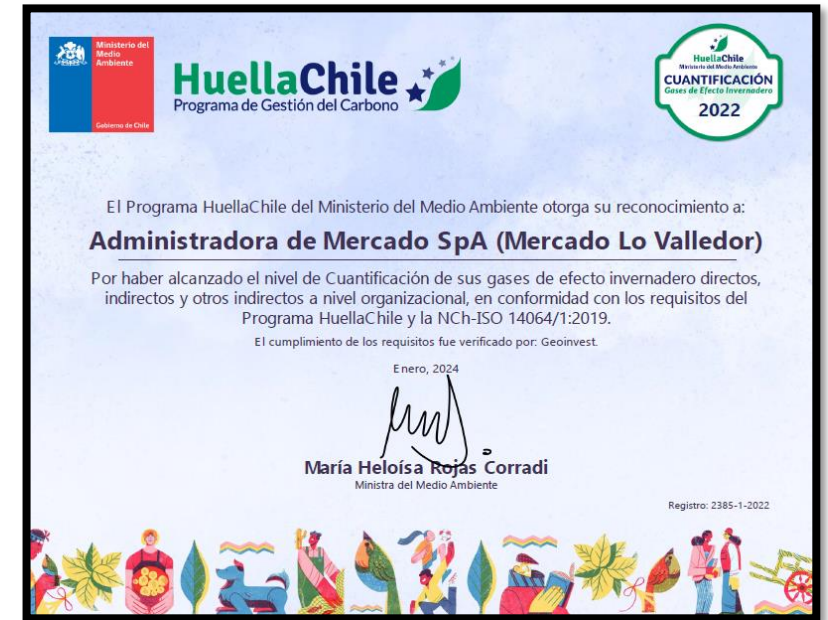 Ministerio del
Medio
Ambiente
Gobierno de Chile
HuellaChile
Programa de Gestión del Carbono
HuellaChile
Ministerio del Medio Ambiente
CUANTIFICACIÓN
Gases de Efecto Invernadero
2022
El Programa HuellaChile del Ministerio del Medio Ambiente otorga su reconocimiento a:
Administradora de Mercado SpA (Mercado Lo Valledor)
Por haber alcanzado el nivel de Cuantificación de sus gases de efecto invernadero directos,
indirectos y otros indirectos a nivel organizacional, en conformidad con los requisitos del
Programa HuellaChile y la NCh-ISO 14064/1:2019.
El cumplimiento de los requisitos fue verificado por: Geoinvest.
Enero, 2024
María Heloísa Rojas Corradi
Ministra del Medio Ambiente
Registro: 2385-1-2022